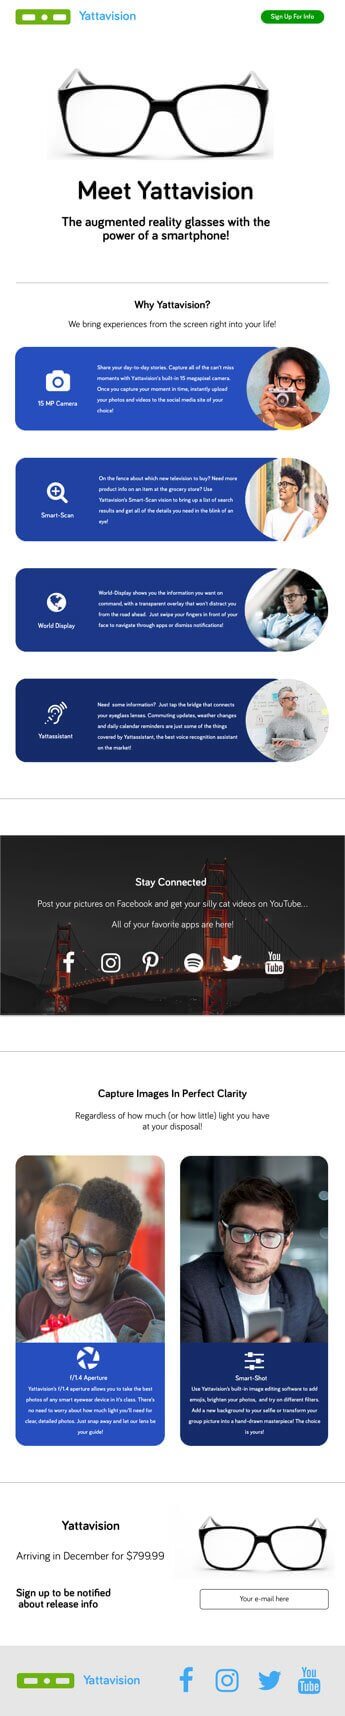 Yattavision
Sign Up For Info
Meet Yattavision
The augmented reality glasses with the
power of a smartphone!
Why Yattavision?
We bring experiences from the screen right into your life!
15 MP Camera
Share your day-to-day stories. Capture all of the can't miss
moments with Yattavision's built-in 15 megapixel camera.
Once you capture your moment in time, instantly upload
your photos and videos to the social media site of your
choice!
Smart-Scan
On the fence about which new television to buy? Need more
product info on an item at the grocery store? Use
Yattavision's Smart-Scan vision to bring up a list of search
results and get all of the details you need in the blink of an
eye!
World Display
World-Display shows you the information you want on
command, with a transparent overlay that won't distract you
from the road ahead. Just swipe your fingers in front of your
face to navigate through apps or dismiss notifications!
Yattassistant
Need some information? Just tap the bridge that connects
your eyeglass lenses. Commuting updates, weather changes
and daily calendar reminders are just some of the things
covered by Yattassistant, the best voice recognition assistant
on the market!
Stay Connected
Post your pictures on Facebook and get your silly cat videos on YouTube...
All of your favorite apps are here!
You
Tube
Capture Images In Perfect Clarity
Regardless of how much (or how little) light you have
at your disposal!
f/1.4 Aperture
Yattavision's f/1.4 aperture allows you to take the best
photos of any smart eyewear device in it's class. There's
no need to worry about how much light you'll need for
clear, detailed photos. Just snap away and let our lens be
your guide!
Smart-Shot
Use Yattavision's built-in image editing software to add
emojis, brighten your photos, and try on different filters.
Add a new background to your selfie or transform your
group picture into a hand-drawn masterpiece! The choice
is yours!
Yattavision
Arriving in December for $799.99
Sign up to be notified
about release info
Your e-mail here
Yattavision
You
Tube